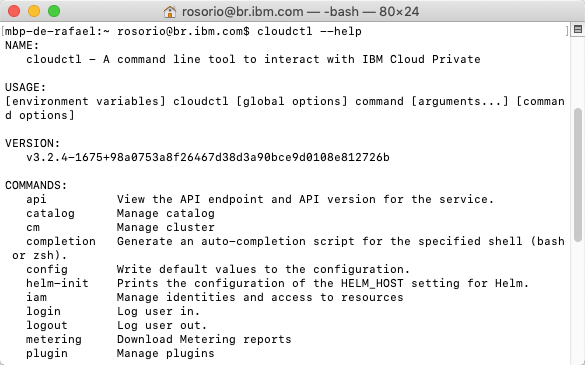 rosorio@br.ibm.com — -bash — 80×24
[mbp-de-rafael:~ rosorio@br.ibm.com$ cloudctl --help ]
NAME:
cloudctl - A command line tool to interact with IBM Cloud Private
USAGE:
[environment variables] cloudctl [global options] command [arguments...] [comman
d options]
VERSION:
v3.2.4-1675+98a0753a8f26467d38d3a90bce9d0108e812726b
COMMANDS:
api View the API endpoint and API version for the service.
catalog Manage catalog
cm Manage cluster
completion Generate an auto-completion script for the specified shell (bash
or zsh).
config Write default values to the configuration.
helm-init Prints the configuration of the HELM_HOST setting for Helm.
iam Manage identities and access to resources
login Log user in.
logout Log user out.
metering Download Metering reports
plugin Manage plugins